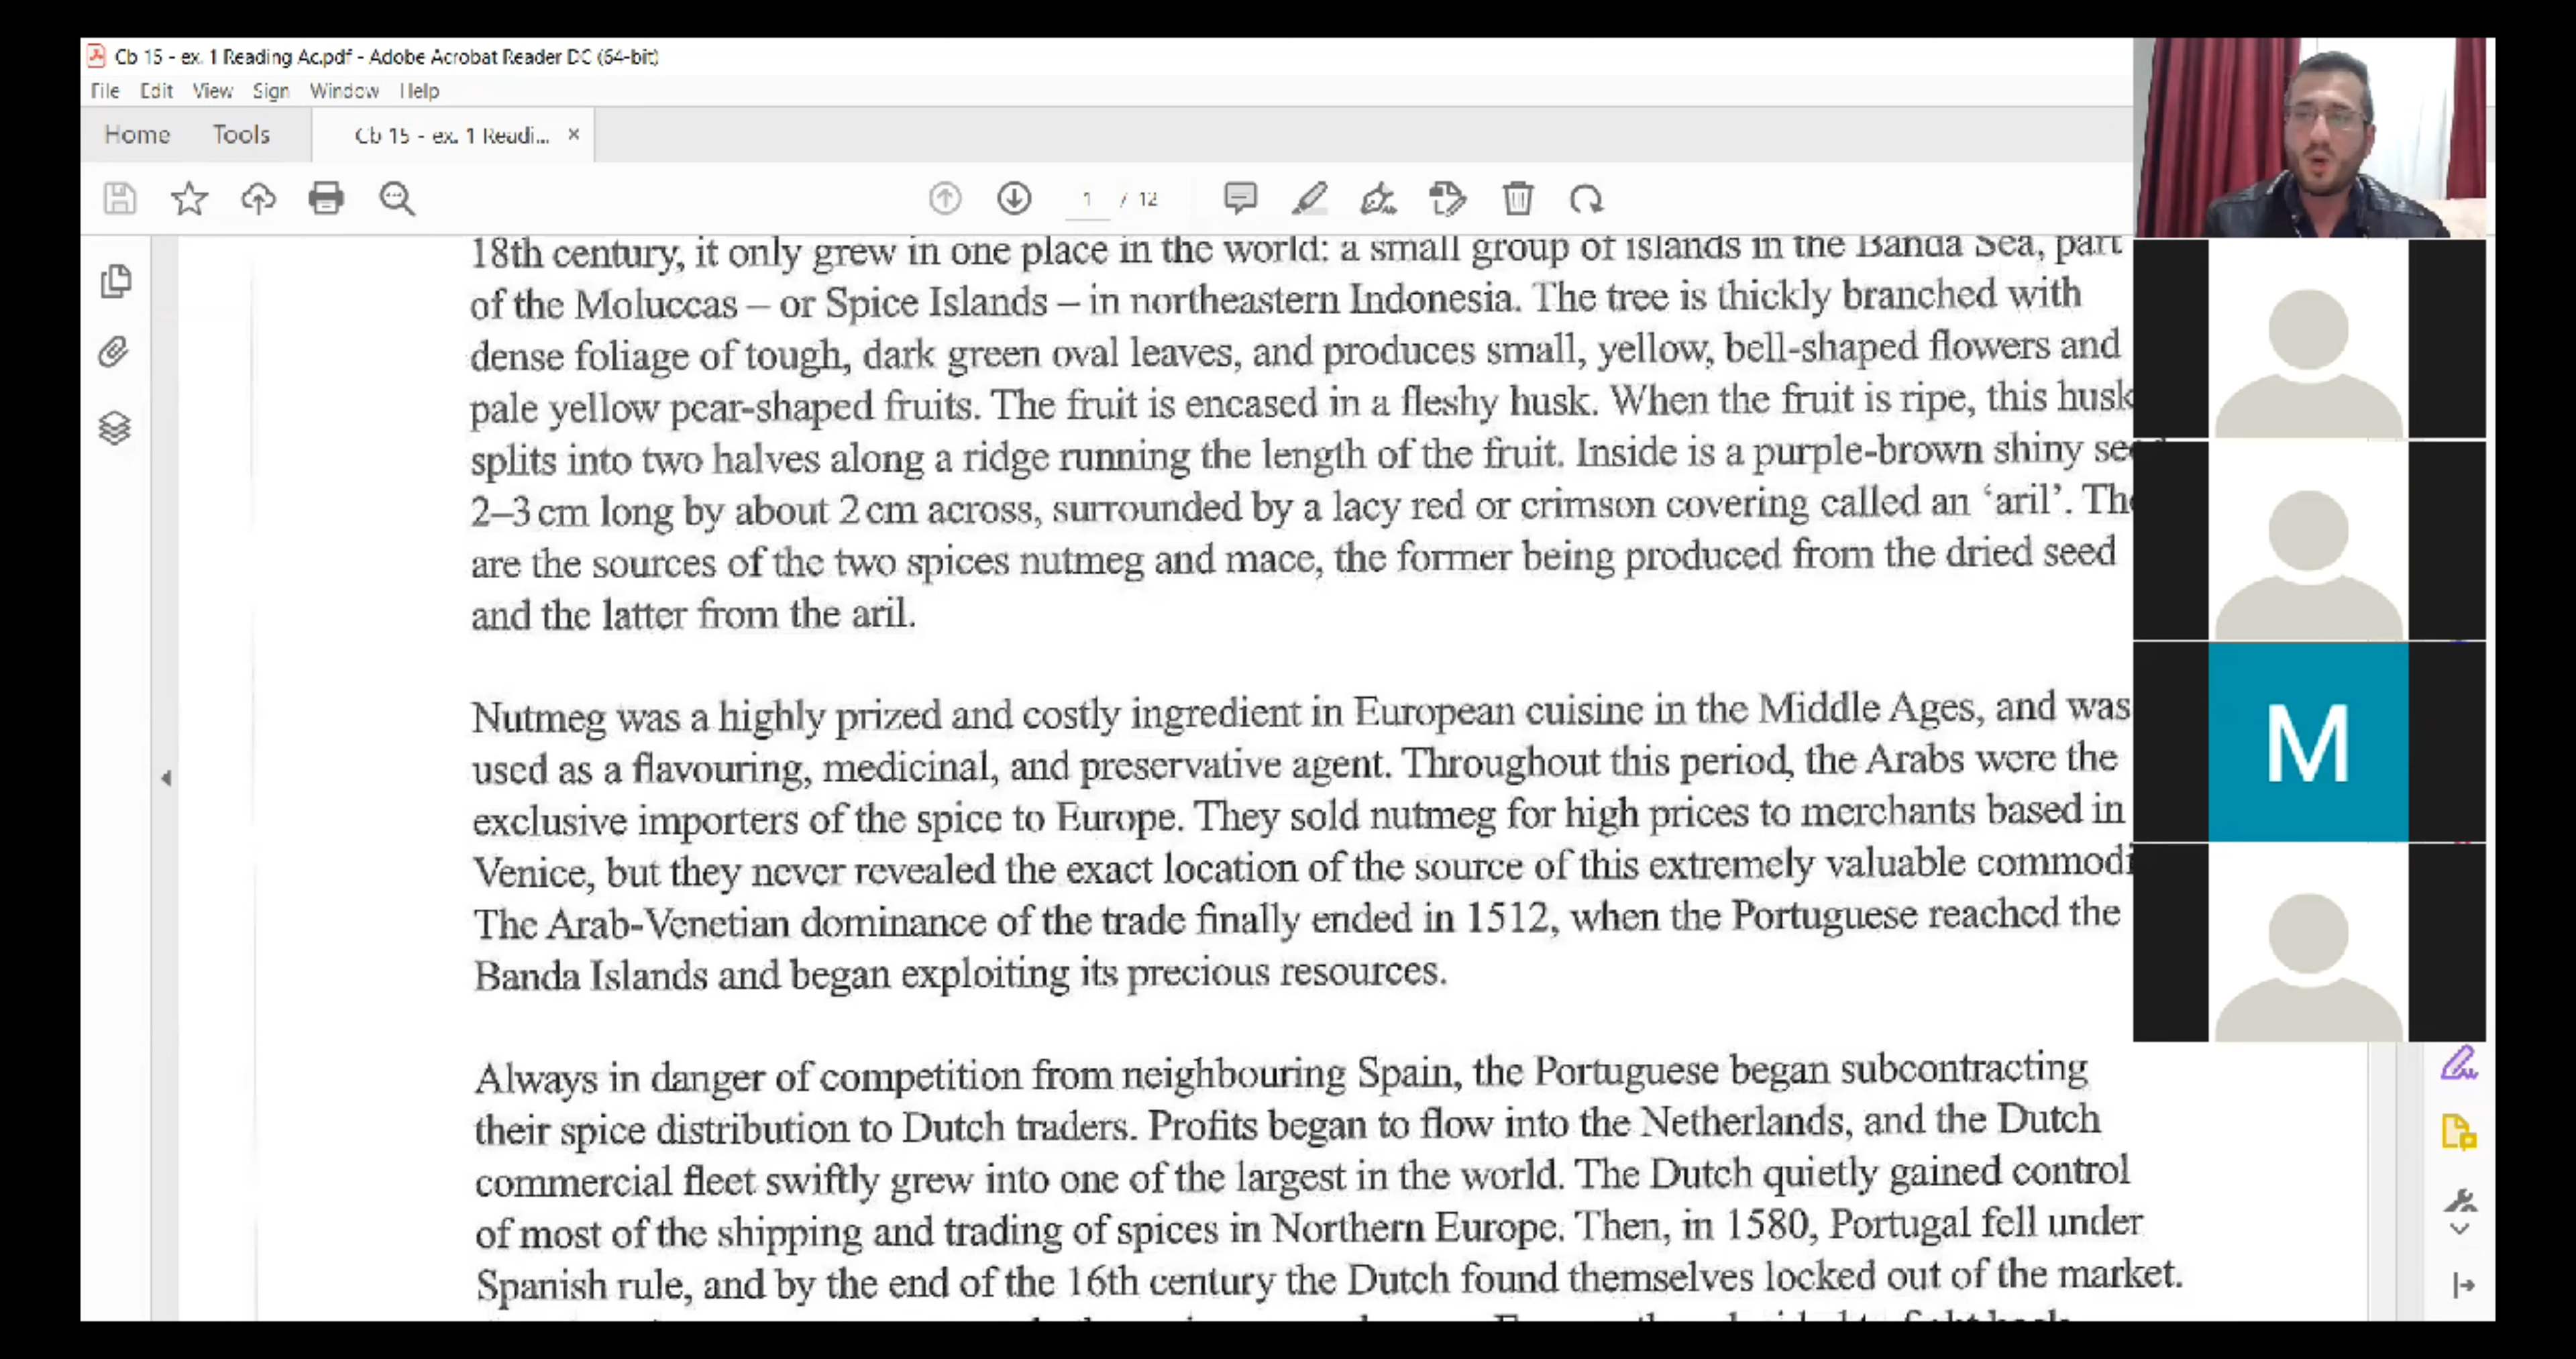 Cb 15 - ex. 1 Reading Ac.pdf - Adobe Acrobat Reader DC (64-bit)
File Edit View Sign Window Help
Home Tools Cb 15 - ex. 1 Readi... ×
1 / 12
18th century, it only grew in one place in the world: a small group of islands in the Banda Sea, part
of the Moluccas – or Spice Islands – in northeastern Indonesia. The tree is thickly branched with
dense foliage of tough, dark green oval leaves, and produces small, yellow, bell-shaped flowers and
pale yellow pear-shaped fruits. The fruit is encased in a fleshy husk. When the fruit is ripe, this husk
splits into two halves along a ridge running the length of the fruit. Inside is a purple-brown shiny
2–3 cm long by about 2 cm across, surrounded by a lacy red or crimson covering called an ‘aril’.
are the sources of the two spices nutmeg and mace, the former being produced from the dried seed
and the latter from the aril.
Nutmeg was a highly prized and costly ingredient in European cuisine in the Middle Ages, and was
used as a flavouring, medicinal, and preservative agent. Throughout this period, the Arabs were the
exclusive importers of the spice to Europe. They sold nutmeg for high prices to merchants based in
Venice, but they never revealed the exact location of the source of this extremely valuable
The Arab-Venetian dominance of the trade finally ended in 1512, when the Portuguese reached the
Banda Islands and began exploiting its precious resources.
Always in danger of competition from neighbouring Spain, the Portuguese began subcontracting
their spice distribution to Dutch traders. Profits began to flow into the Netherlands, and the Dutch
commercial fleet swiftly grew into one of the largest in the world. The Dutch quietly gained control
of most of the shipping and trading of spices in Northern Europe. Then, in 1580, Portugal fell under
Spanish rule, and by the end of the 16th century the Dutch found themselves locked out of the market.
M